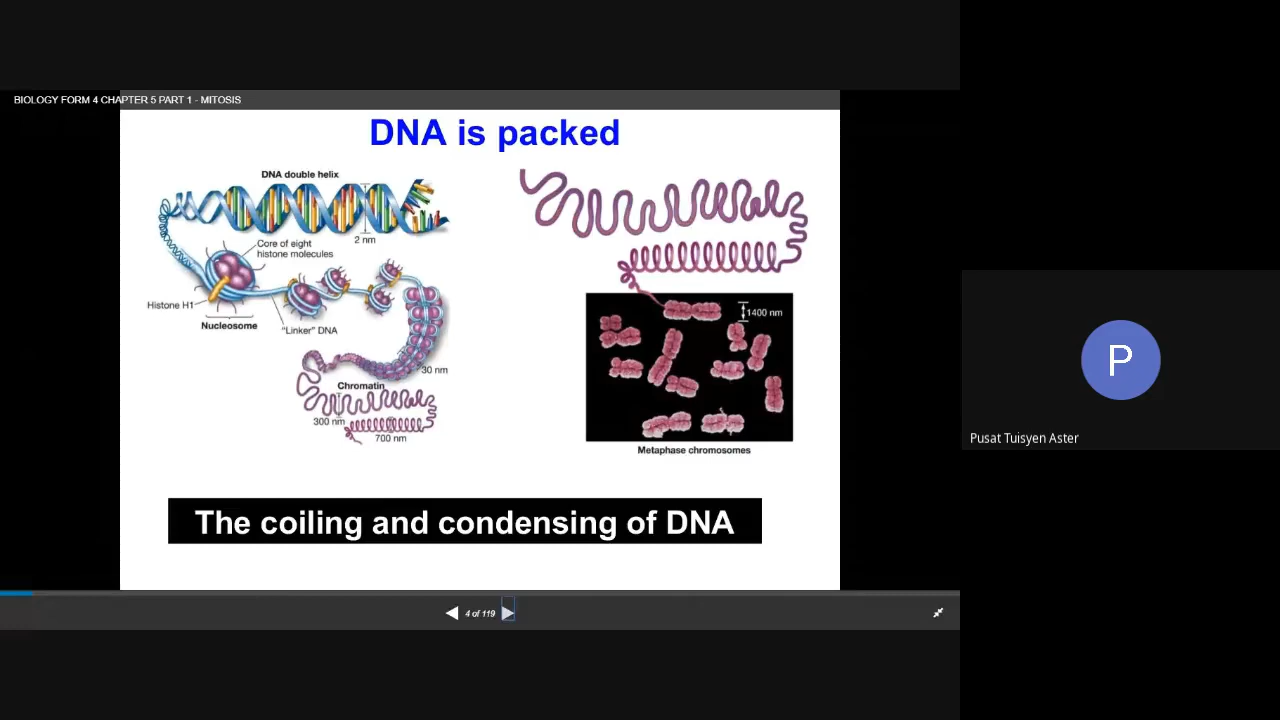 BIOLOGY FORM 4 CHAPTER 5 PART 1 - MITOSIS
DNA is packed
DNA double helix
2 nm
Core of eight
histone molecules
Histone H1
Nucleosome
"Linker" DNA
30 nm
Chromatin
300 nm
700 nm
1400 nm
Metaphase chromosomes
The coiling and condensing of DNA
4 of 119
P
Pusat Tuisyen Aster